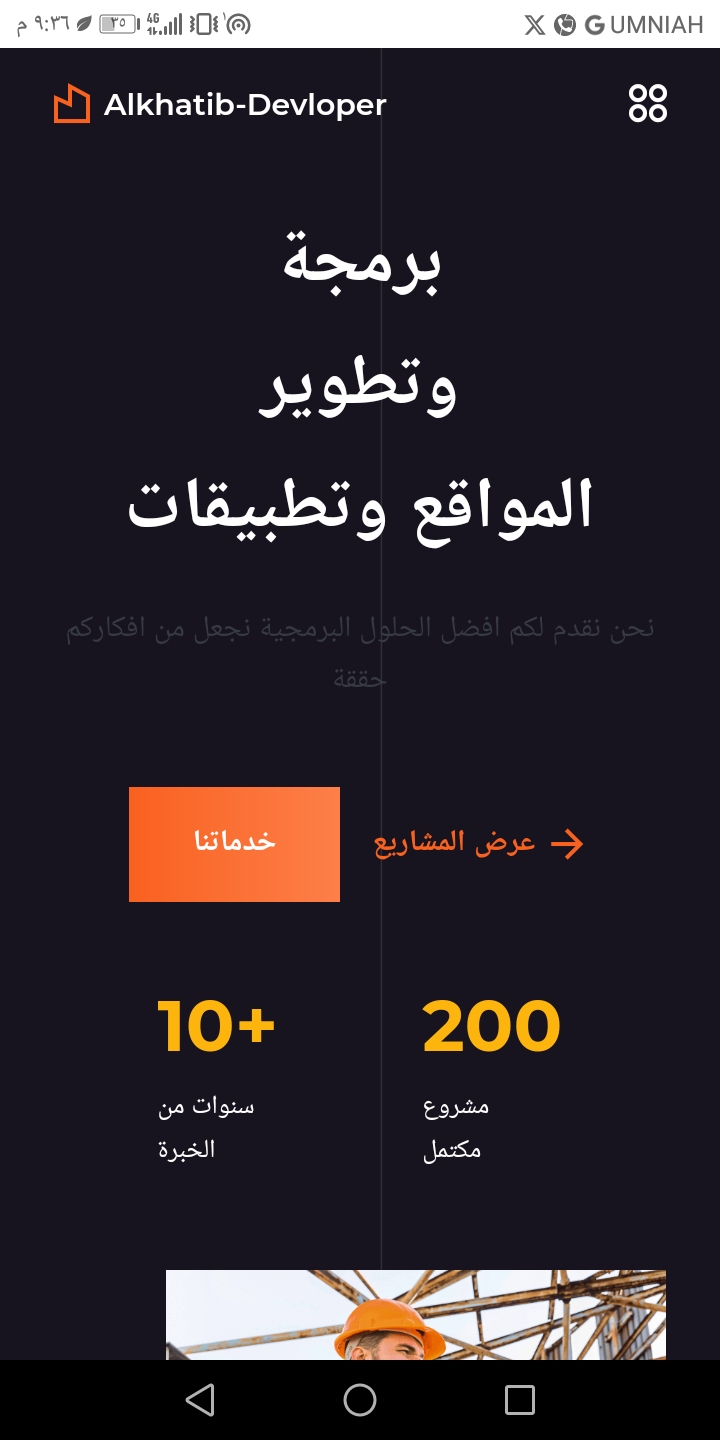 ٩:٣٦ م
٣٥
4G
UMNIAH
Alkhatib-Devloper
برمجة
وتطوير
المواقع وتطبيقات
نحن نقدم لكم افضل الحلول البرمجية نجعل من افكاركم
حققة
خدماتنا
عرض المشاريع
10+
سنوات من
الخبرة
200
مشروع
مكتمل